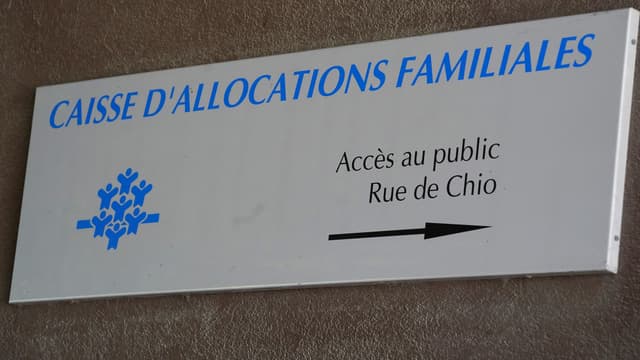 CAISSE D'ALLOCATIONS FAMILIALES
Accès au public
Rue de Chio